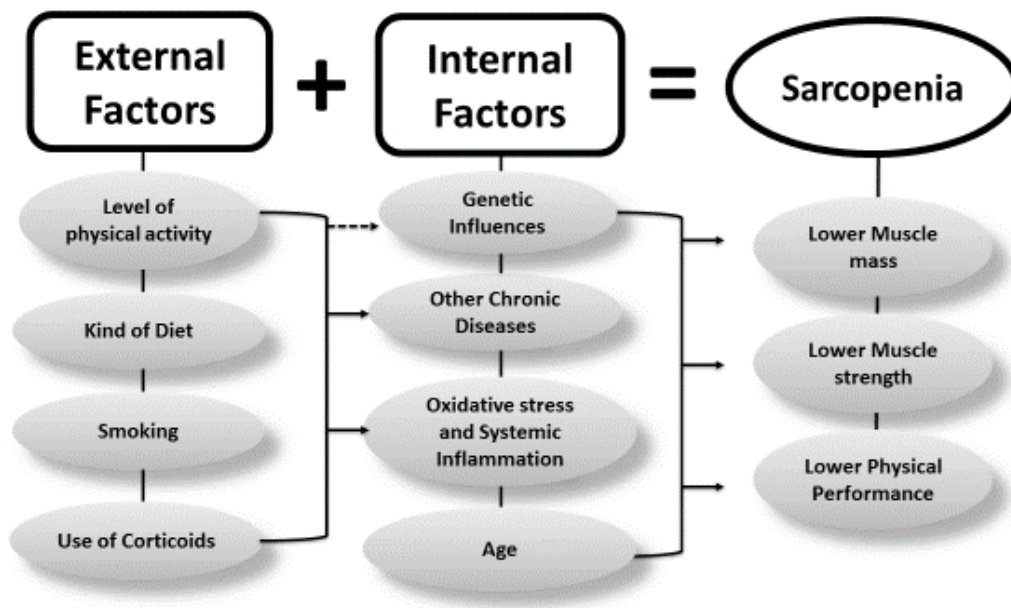 External
Factors
+
Internal
Factors
=
Sarcopenia
Level of
physical activity
Kind of Diet
Smoking
Use of Corticoids
Genetic
Influences
Other Chronic
Diseases
Oxidative stress
and Systemic
Inflammation
Age
Lower Muscle
mass
Lower Muscle
strength
Lower Physical
Performance